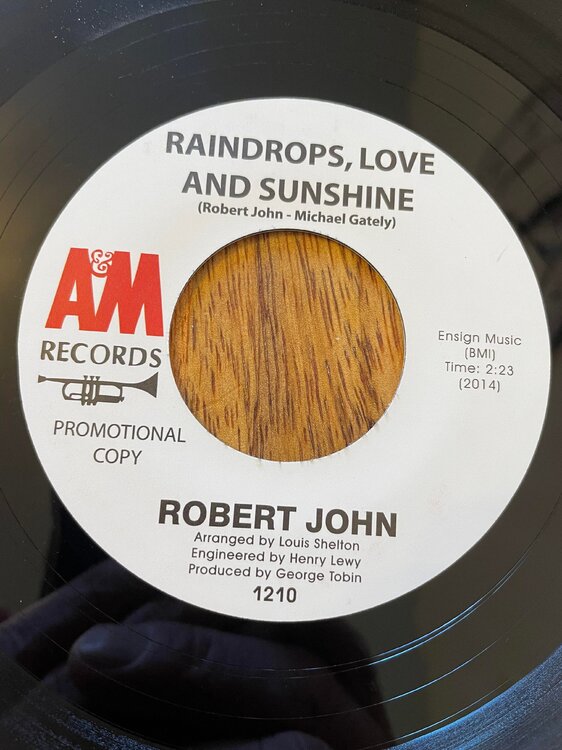 RAINDROPS, LOVE
AND SUNSHINE
(Robert John - Michael Gately)
A&M
RECORDS
PROMOTIONAL
COPY
Ensign Music
(BMI)
Time: 2:23
(2014)
ROBERT JOHN
Arranged by Louis Shelton
Engineered by Henry Lewy
Produced by George Tobin
1210